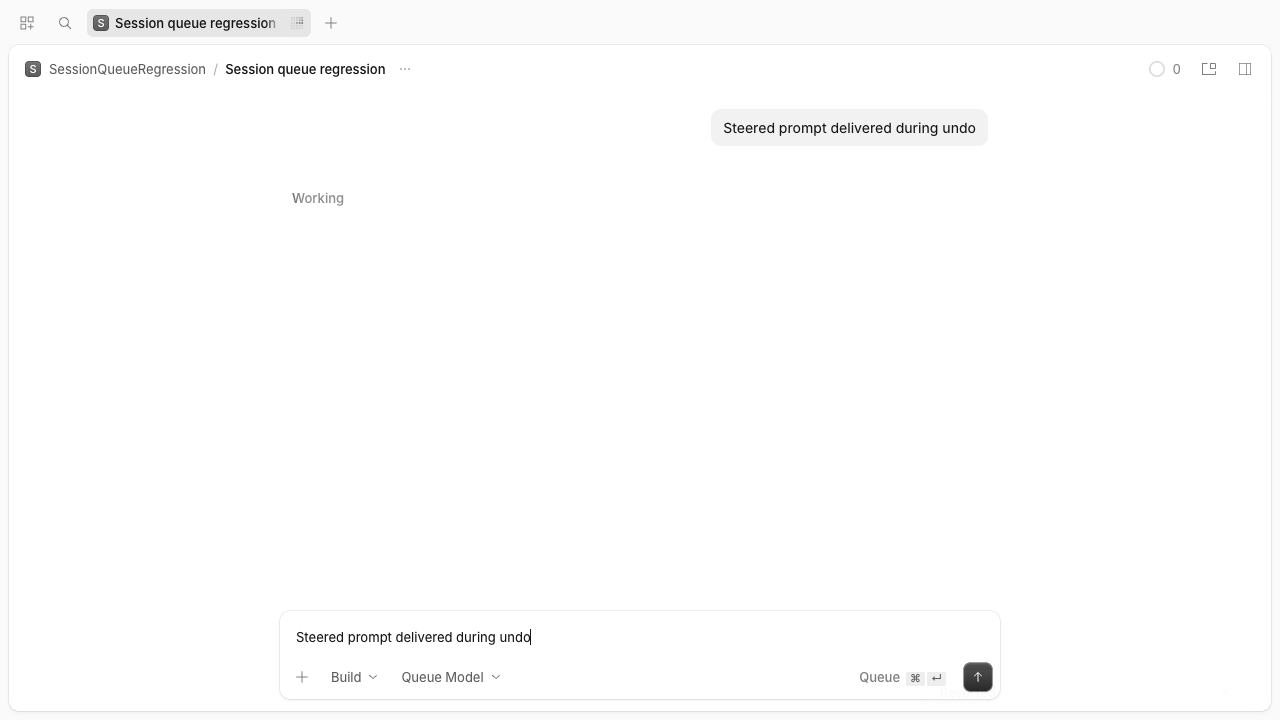 S Session queue regression
S SessionQueueRegression / Session queue regression ... 0
Steered prompt delivered during undo
Working
Steered prompt delivered during undo
Build Queue Model Queue ⌘ ↵